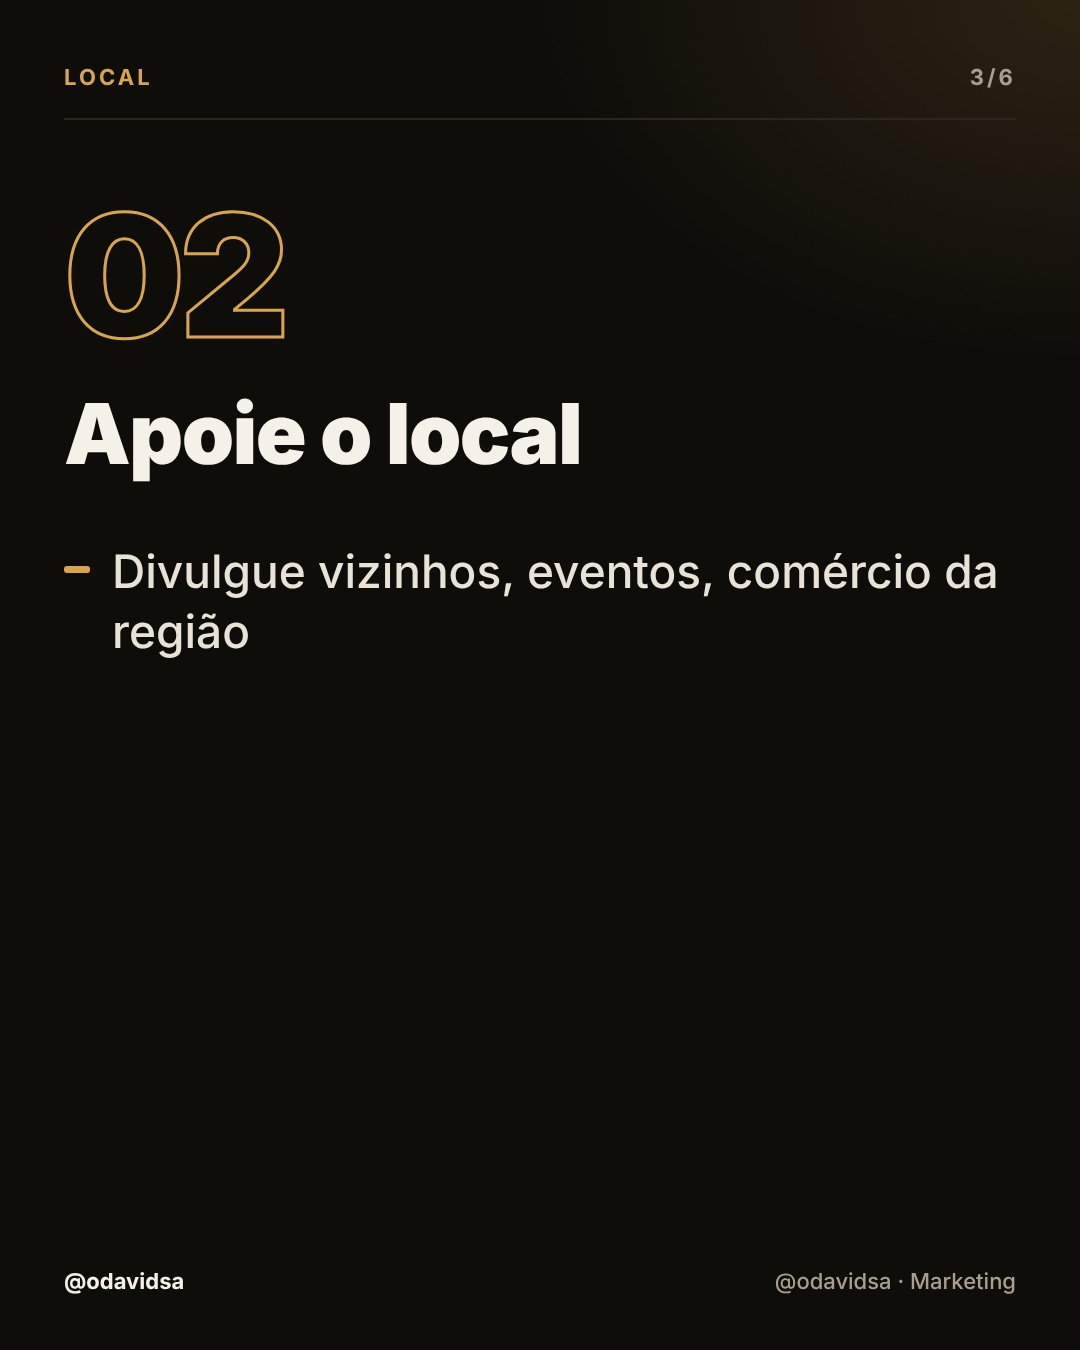 LOCAL
3/6
02
Apoie o local
Divulgue vizinhos, eventos, comércio da
região
@odavidsa
@odavidsa · Marketing